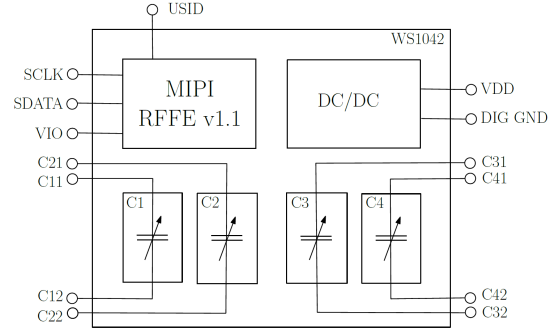 USID
WS1042
SCLK
SDATA
VIO
MIPI
RFFE v1.1
DC/DC
VDD
DIG GND
C21
C11
C31
C41
C1
C2
C3
C4
C12
C22
C42
C32